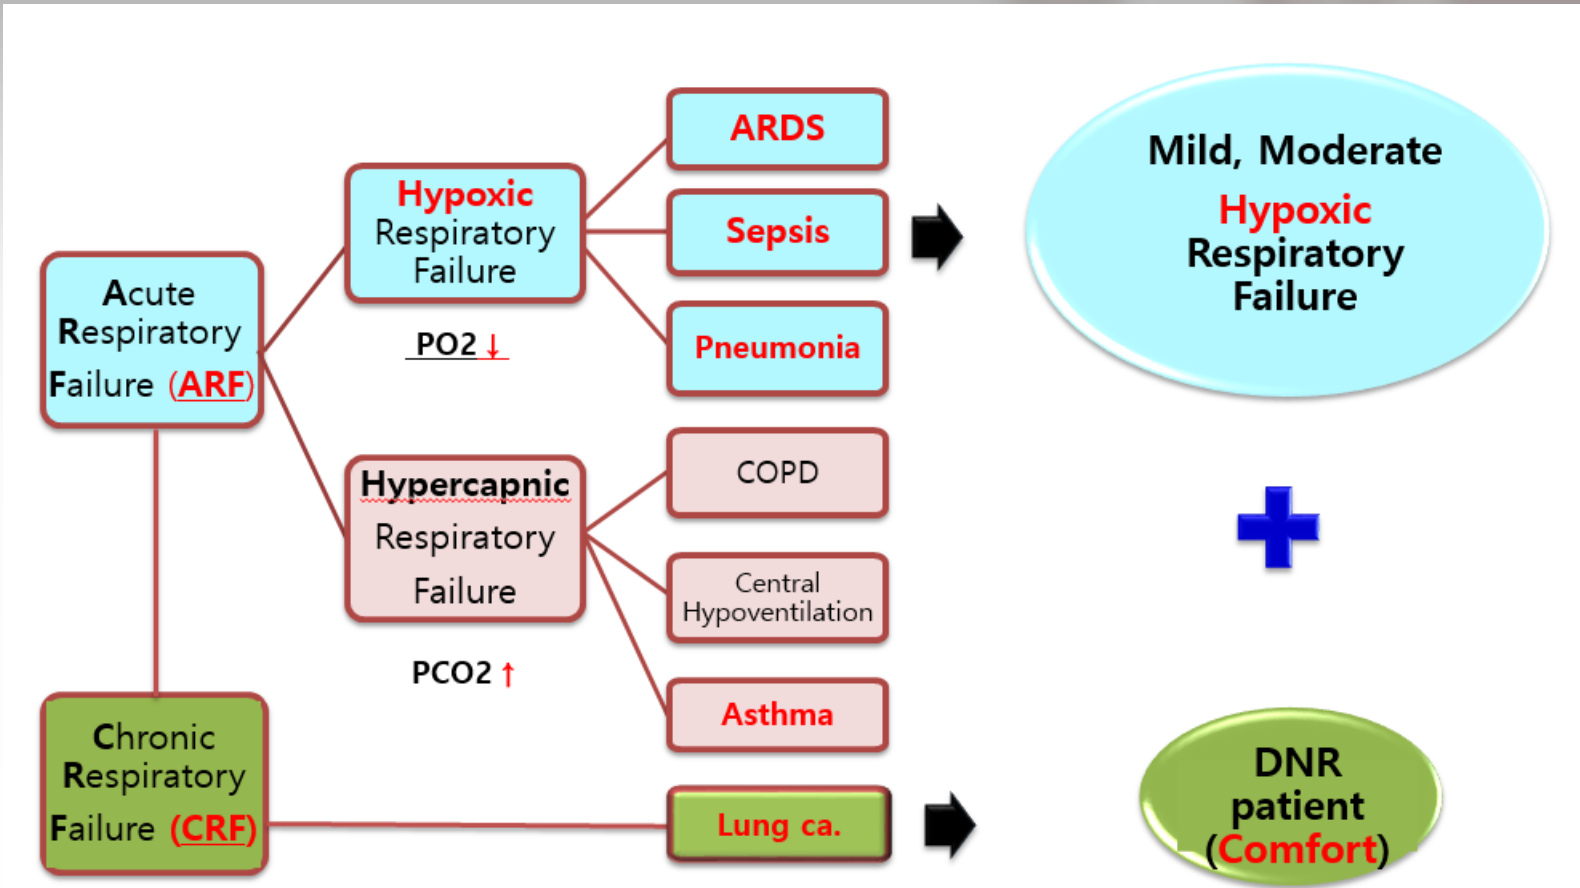 Acute
Respiratory
Failure (ARF)
Hypoxic
Respiratory
Failure
PO2 ↓
Hypercapnic
Respiratory
Failure
PCO2 ↑
ARDS
Sepsis
Pneumonia
COPD
Central
Hypoventilation
Asthma
Mild, Moderate
Hypoxic
Respiratory
Failure
Chronic
Respiratory
Failure (CRF)
Lung ca.
DNR
patient
(Comfort)